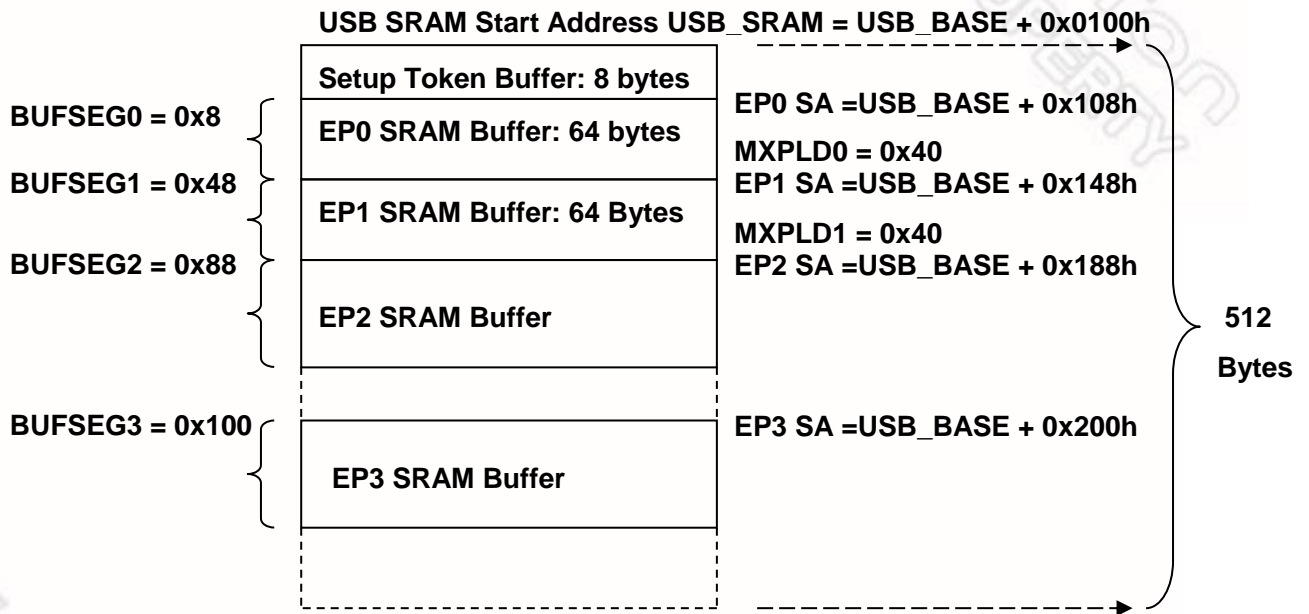 USB SRAM Start Address USB_SRAM = USB_BASE + 0x0100h
Setup Token Buffer: 8 bytes
BUFSEG0 = 0x8
EP0 SA =USB_BASE + 0x108h
EP0 SRAM Buffer: 64 bytes
MXPLD0 = 0x40
BUFSEG1 = 0x48
EP1 SA =USB_BASE + 0x148h
EP1 SRAM Buffer: 64 Bytes
MXPLD1 = 0x40
BUFSEG2 = 0x88
EP2 SA =USB_BASE + 0x188h
EP2 SRAM Buffer
512
Bytes
BUFSEG3 = 0x100
EP3 SA =USB_BASE + 0x200h
EP3 SRAM Buffer